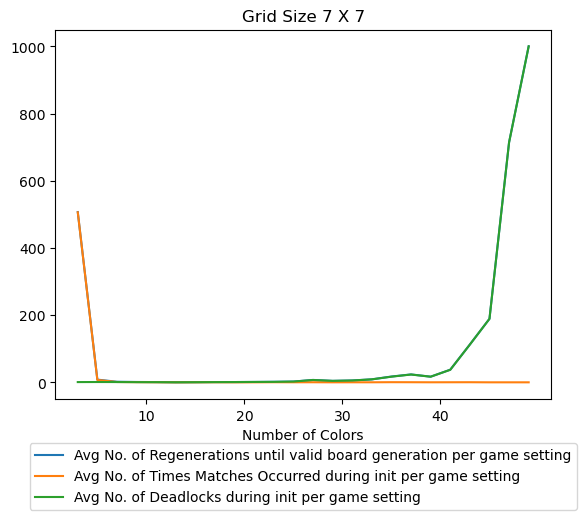 Grid Size 7 X 7
1000
800
600
400
200
0
10 20 30 40
Number of Colors
Avg No. of Regenerations until valid board generation per game setting
Avg No. of Times Matches Occurred during init per game setting
Avg No. of Deadlocks during init per game setting